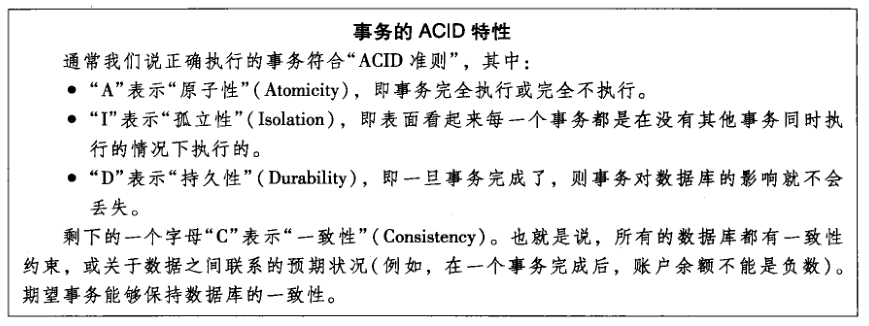 事务的 ACID 特性
通常我们说正确执行的事务符合“ACID 准则”，其中：
● “A”表示“原子性”(Atomicity)，即事务完全执行或完全不执行。
● “I”表示“孤立性”(Isolation)，即表面看起来每一个事务都是在没有其他事务同时执
行的情况下执行的。
● “D”表示“持久性”(Durability)，即一旦事务完成了，则事务对数据库的影响就不会
丢失。
剩下的一个字母“C”表示“一致性”(Consistency)。也就是说，所有的数据库都有一致性
约束，或关于数据之间联系的预期状况(例如，在一个事务完成后，账户余额不能是负数)。
期望事务能够保持数据库的一致性。